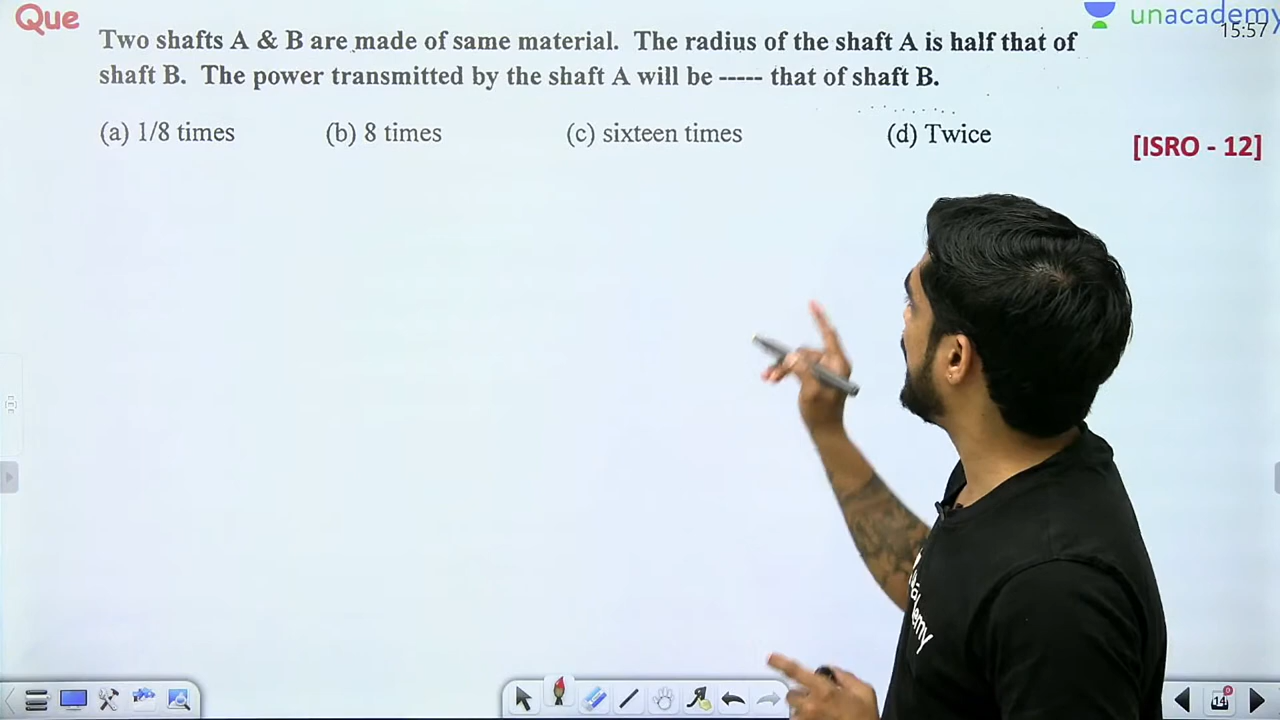 Que
unacademy
15:57
Two shafts A & B are made of same material. The radius of the shaft A is half that of
shaft B. The power transmitted by the shaft A will be ----- that of shaft B.
(a) 1/8 times (b) 8 times (c) sixteen times (d) Twice
[ISRO - 12]
14